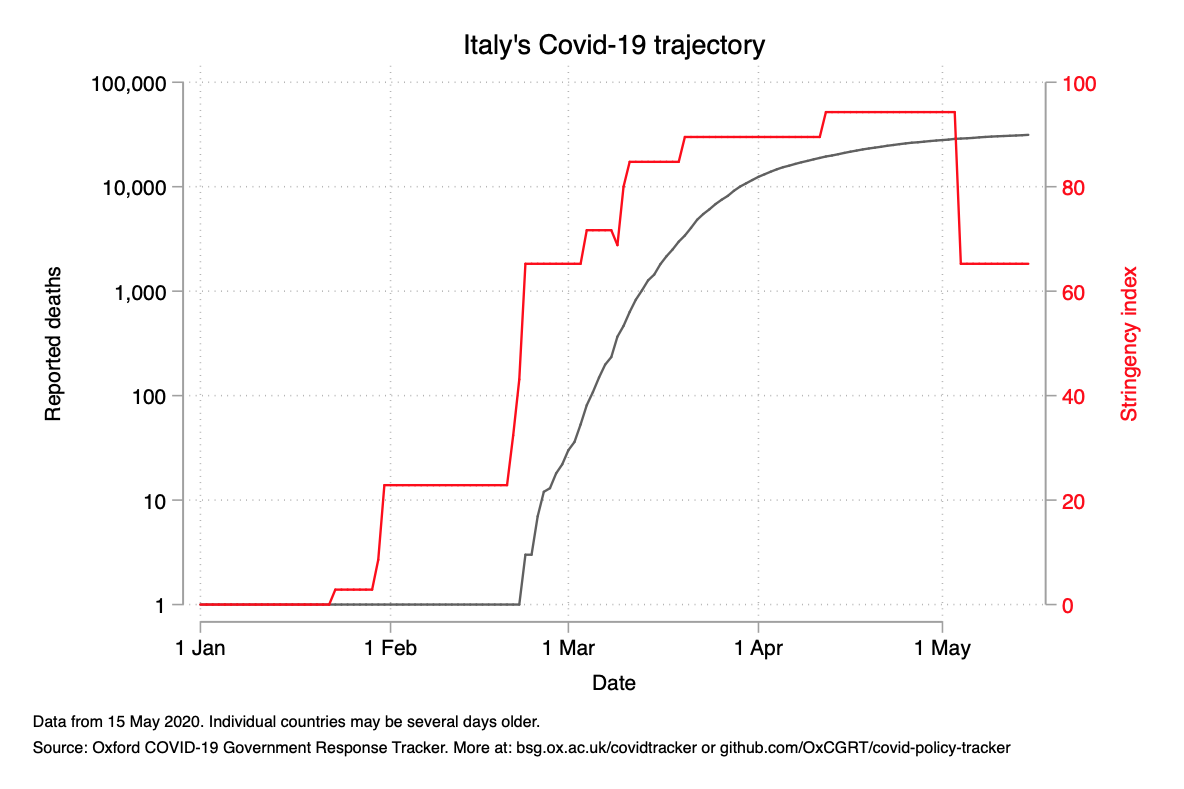 Italy's Covid-19 trajectory
100,000
10,000
1,000
100
10
1
Reported deaths
100
80
60
40
20
0
Stringency index
1 Jan
1 Feb
1 Mar
1 Apr
1 May
Date
Data from 15 May 2020. Individual countries may be several days older.
Source: Oxford COVID-19 Government Response Tracker. More at: bsg.ox.ac.uk/covidtracker or github.com/OxCGRT/covid-policy-tracker